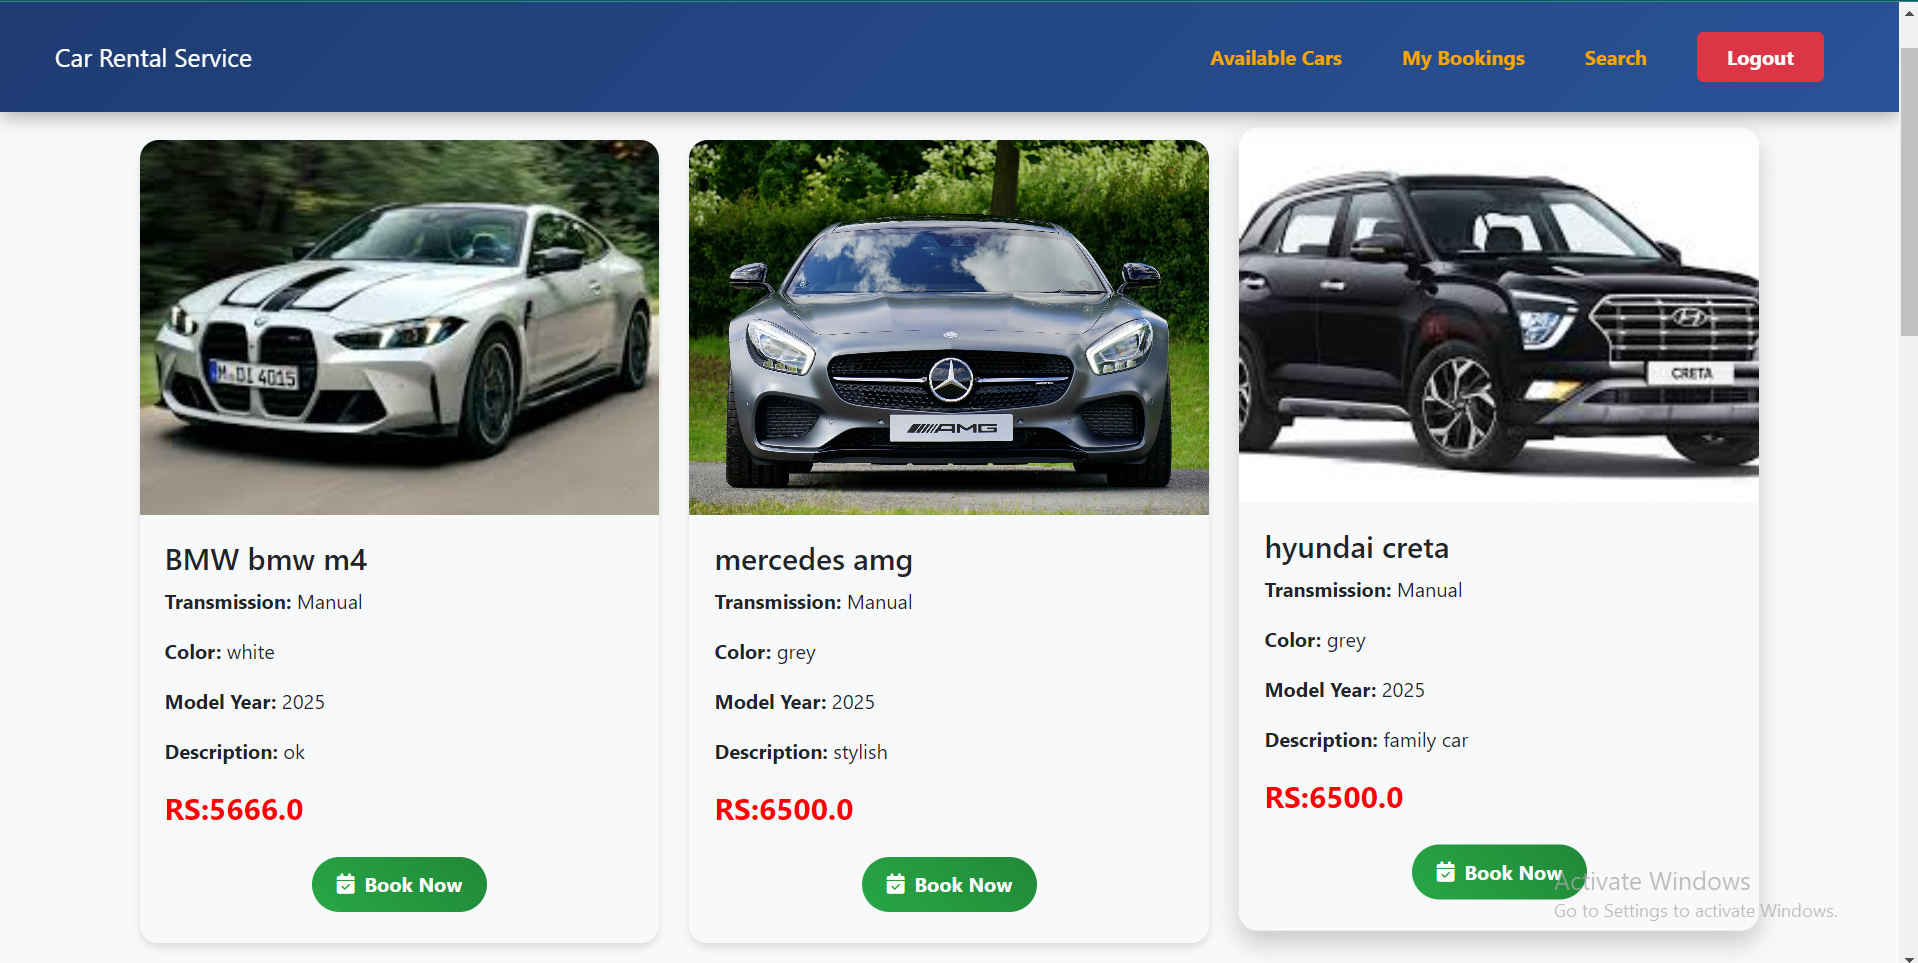 Car Rental Service
Available Cars
My Bookings
Search
Logout
M·DI 4015
AMG
CRETA
BMW bmw m4
Transmission: Manual
Color: white
Model Year: 2025
Description: ok
RS:5666.0
Book Now
mercedes amg
Transmission: Manual
Color: grey
Model Year: 2025
Description: stylish
RS:6500.0
Book Now
hyundai creta
Transmission: Manual
Color: grey
Model Year: 2025
Description: family car
RS:6500.0
Book Now
Activate Windows
Go to Settings to activate Windows.